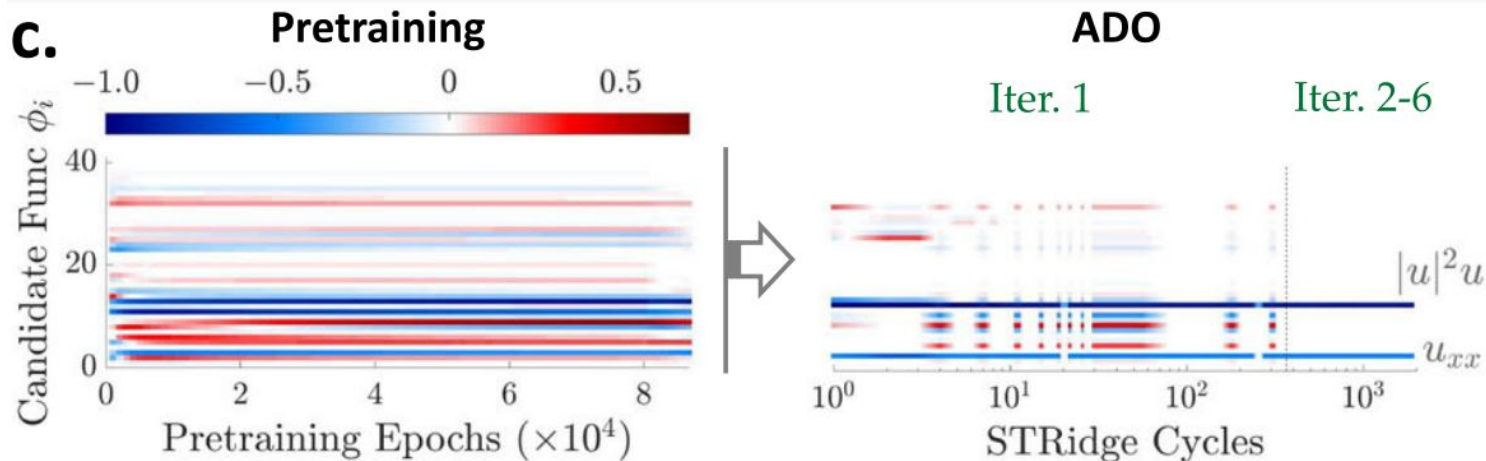 c.
Pretraining
ADO
−1.0 −0.5 0 0.5
Iter. 1
Iter. 2-6
Candidate Func ϕᵢ
40
20
0
0 2 4 6 8
Pretraining Epochs (×10⁴)
|u|²u
uₓₓ
10⁰ 10¹ 10² 10³
STRidge Cycles